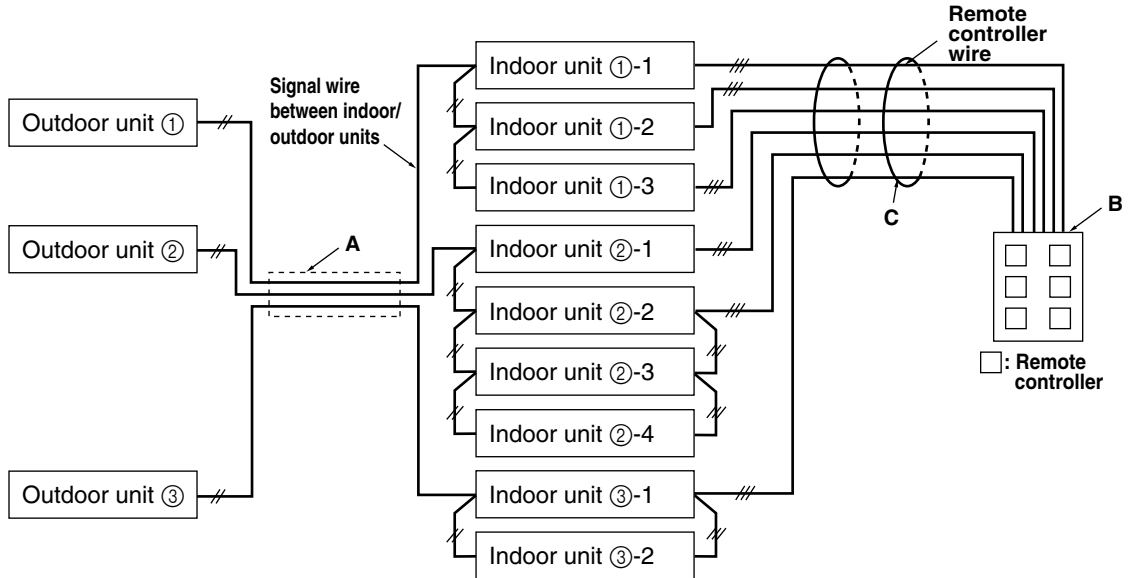 Outdoor unit ①
Outdoor unit ②
Outdoor unit ③
Signal wire
between indoor/
outdoor units
A
Indoor unit ①-1
Indoor unit ①-2
Indoor unit ①-3
Indoor unit ②-1
Indoor unit ②-2
Indoor unit ②-3
Indoor unit ②-4
Indoor unit ③-1
Indoor unit ③-2
Remote
controller
wire
C
B
: Remote
controller